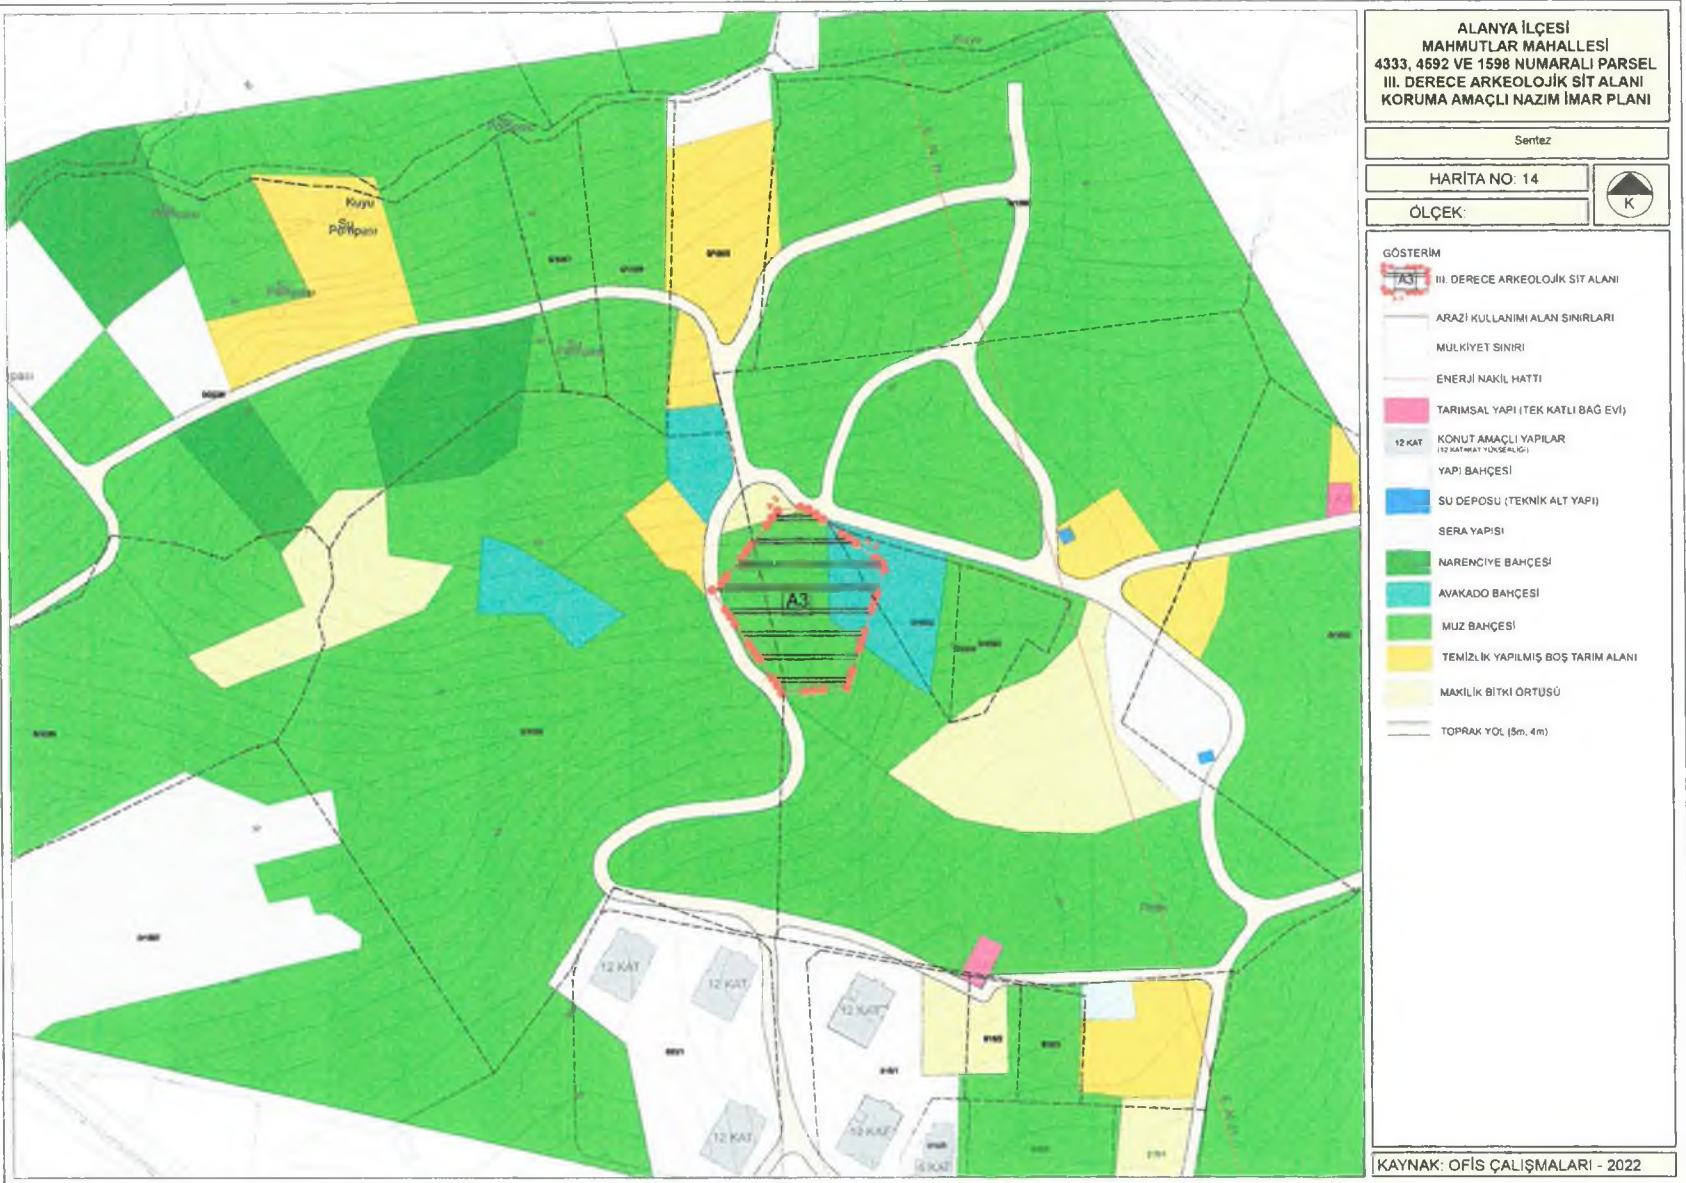 ALANYA İLÇESİ
MAHMUTLAR MAHALLESİ
4333, 4592 VE 1598 NUMARALI PARSEL
III. DERECE ARKEOLOJİK SİT ALANI
KORUMA AMAÇLI NAZIM İMAR PLANI
Sentez
HARİTA NO: 14
K
ÖLÇEK:
GÖSTERİM
A3
III. DERECE ARKEOLOJİK SİT ALANI
ARAZİ KULLANIMI ALAN SINIRLARI
MÜLKİYET SINIRI
ENERJİ NAKİL HATTI
TARIMSAL YAPI (TEK KATLI BAĞ EVİ)
12 KAT
KONUT AMAÇLI YAPILAR
YAPI BAHÇESİ
SU DEPOSU (TEKNİK ALT YAPI)
SERA YAPISI
NARENCİYE BAHÇESİ
AVAKADO BAHÇESİ
MUZ BAHÇESİ
TEMİZLİK YAPILMIŞ BOŞ TARIM ALANI
MAKİLİK BİTKİ ÖRTÜSÜ
TOPRAK YOL (5m, 4m)
KAYNAK: OFİS ÇALIŞMALARI - 2022
Kuyu
Kuyu
Su
Pompası
A3
12 KAT
12 KAT
12 KAT
12 KAT
12 KAT